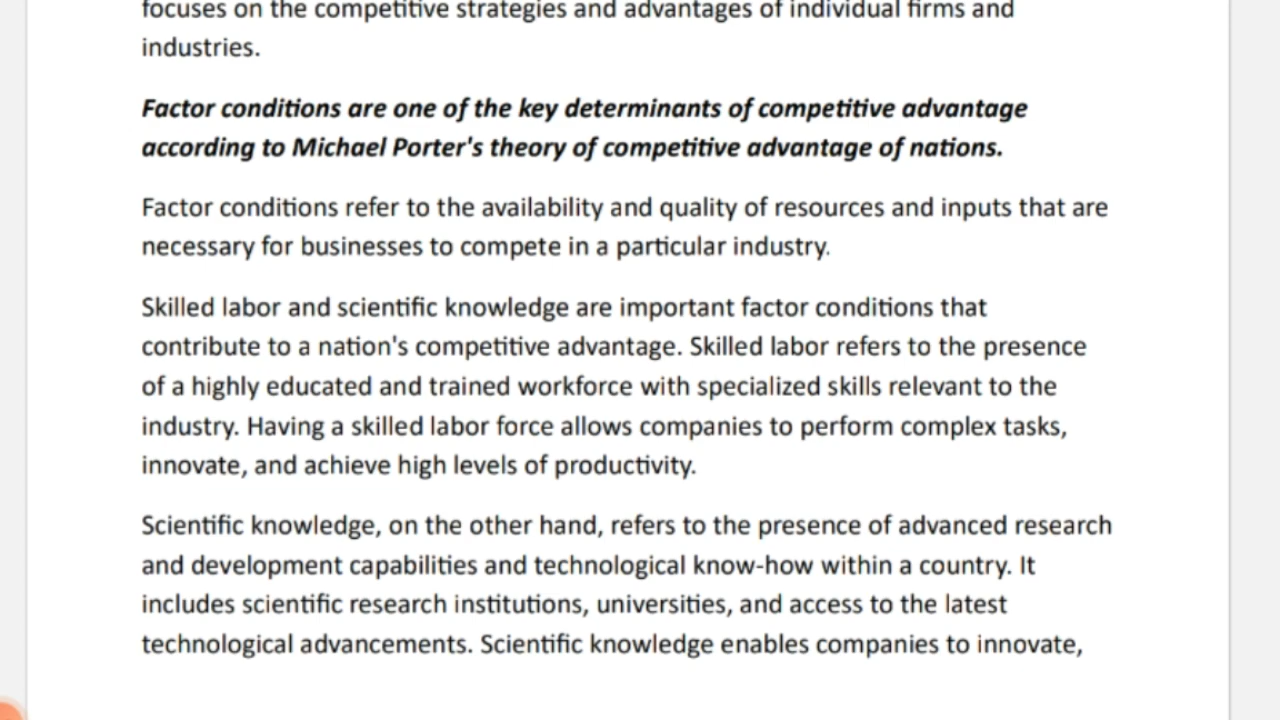 focuses on the competitive strategies and advantages of individual firms and
industries.
Factor conditions are one of the key determinants of competitive advantage
according to Michael Porter's theory of competitive advantage of nations.
Factor conditions refer to the availability and quality of resources and inputs that are
necessary for businesses to compete in a particular industry.
Skilled labor and scientific knowledge are important factor conditions that
contribute to a nation's competitive advantage. Skilled labor refers to the presence
of a highly educated and trained workforce with specialized skills relevant to the
industry. Having a skilled labor force allows companies to perform complex tasks,
innovate, and achieve high levels of productivity.
Scientific knowledge, on the other hand, refers to the presence of advanced research
and development capabilities and technological know-how within a country. It
includes scientific research institutions, universities, and access to the latest
technological advancements. Scientific knowledge enables companies to innovate,